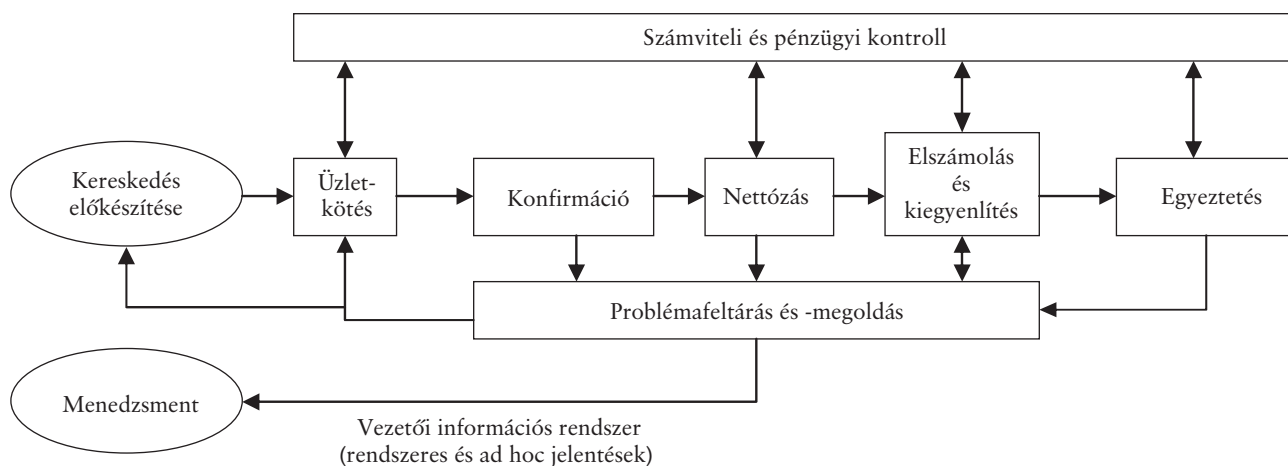 Számviteli és pénzügyi kontroll
Kereskedés
előkészítése
Üzlet-
kötés
Konfirmáció
Nettózás
Elszámolás
és
kiegyenlítés
Egyeztetés
Problémafeltárás és -megoldás
Menedzsment
Vezetői információs rendszer
(rendszeres és ad hoc jelentések)